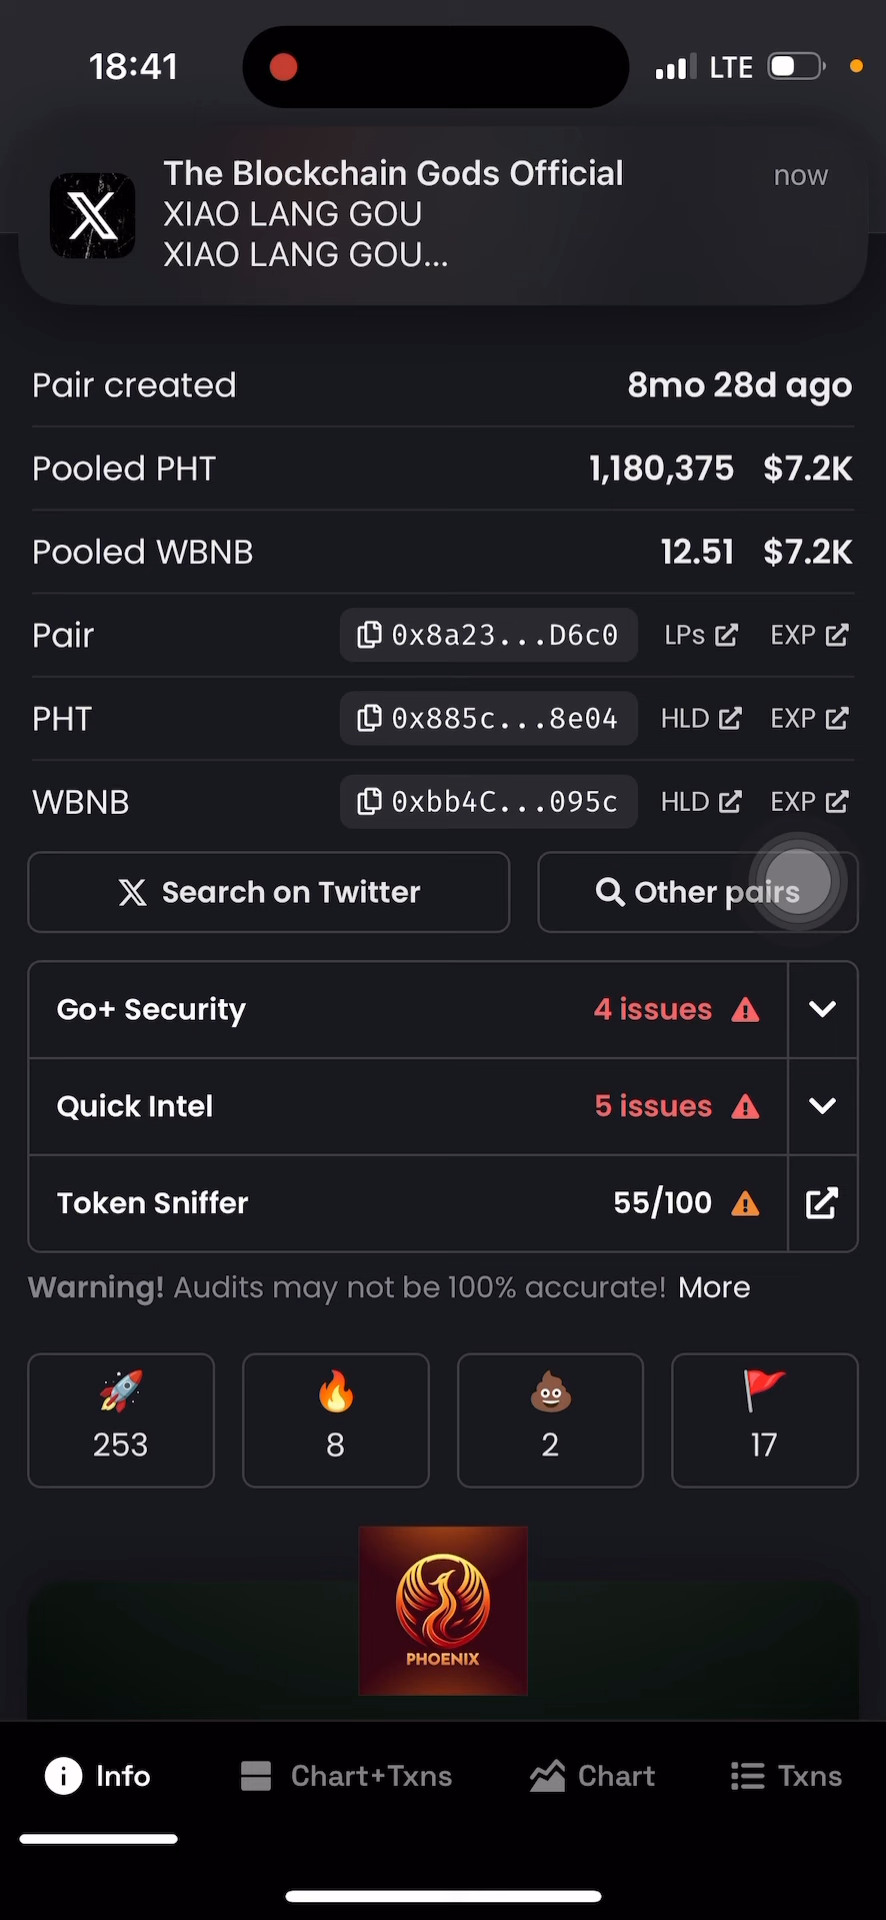 18:41
LTE
The Blockchain Gods Official now
XIAO LANG GOU
XIAO LANG GOU...
Pair created 8mo 28d ago
Pooled PHT 1,180,375 $7.2K
Pooled WBNB 12.51 $7.2K
Pair 0x8a23...D6c0 LPs EXP
PHT 0x885c...8e04 HLD EXP
WBNB 0xbb4C...095c HLD EXP
Search on Twitter Other pairs
Go+ Security 4 issues
Quick Intel 5 issues
Token Sniffer 55/100
Warning! Audits may not be 100% accurate! More
253 8 2 17
PHOENIX
Info Chart+Txns Chart Txns